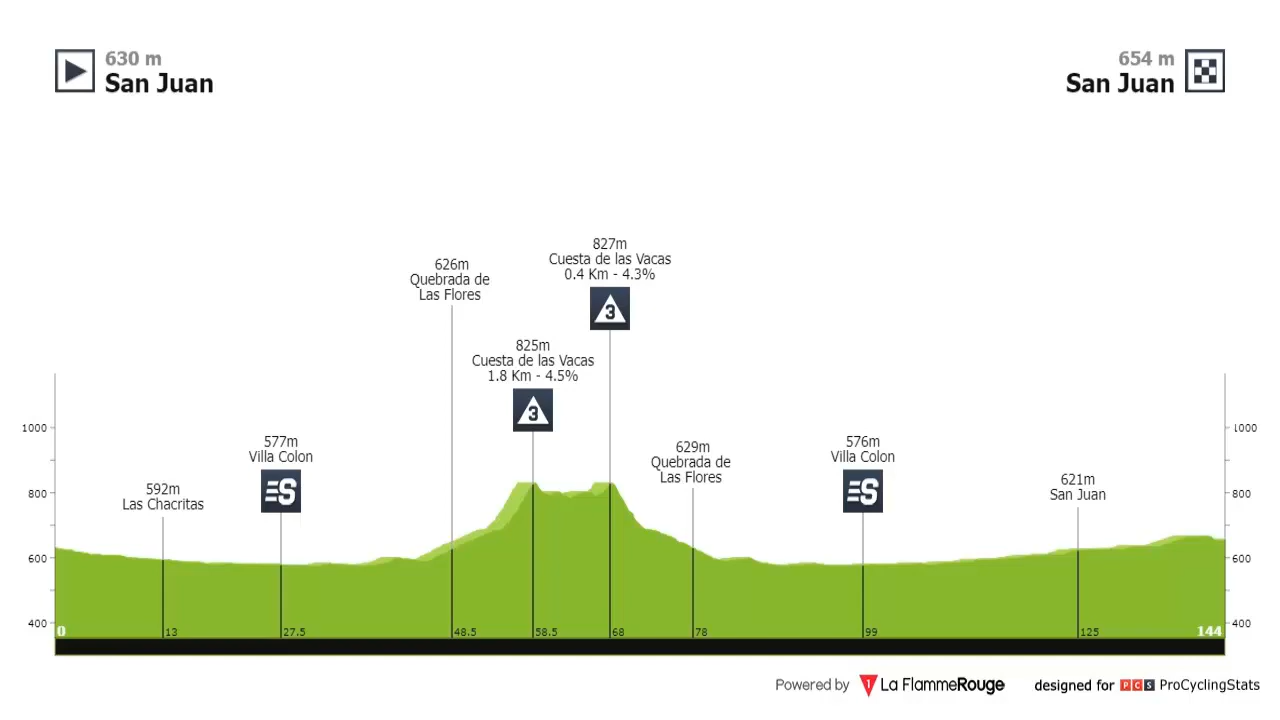 630 m
San Juan
654 m
San Juan
827m
Cuesta de las Vacas
0.4 Km - 4.3%
3
626m
Quebrada de
Las Flores
825m
Cuesta de las Vacas
1.8 Km - 4.5%
3
577m
Villa Colon
S
592m
Las Chacritas
629m
Quebrada de
Las Flores
576m
Villa Colon
S
621m
San Juan
1000
800
600
400
1000
800
600
400
0
13
27.5
48.5
58.5
68
78
99
125
144
Powered by 1 La FlammeRouge
designed for PCS ProCyclingStats